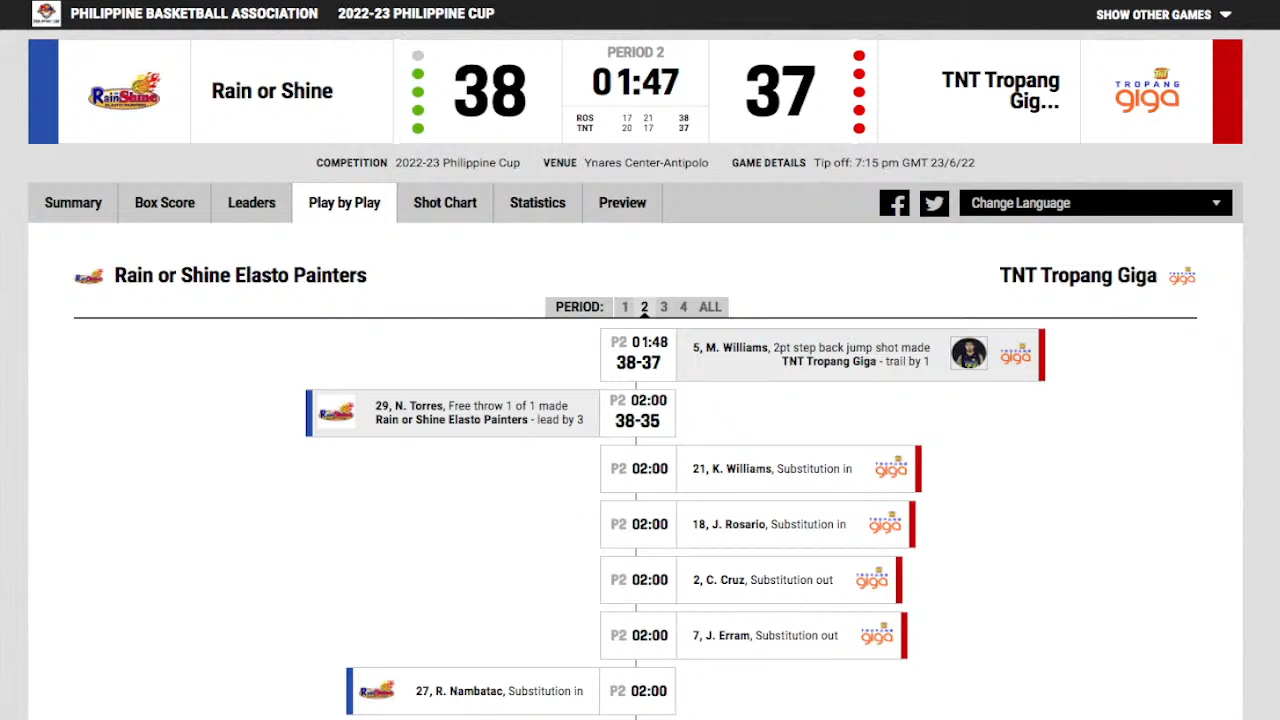 PHILIPPINE BASKETBALL ASSOCIATION 2022-23 PHILIPPINE CUP SHOW OTHER GAMES
Rain Shine
ELASTO PAINTERS
Rain or Shine
38
PERIOD 2
01:47
ROS 17 21 38
TNT 20 17 37
37
TNT Tropang
Gig...
TNT
TROPANG
giga
COMPETITION 2022-23 Philippine Cup VENUE Ynares Center-Antipolo GAME DETAILS Tip off: 7:15 pm GMT 23/6/22
Summary Box Score Leaders Play by Play Shot Chart Statistics Preview Change Language
Rain or Shine Elasto Painters TNT Tropang Giga
PERIOD: 1 2 3 4 ALL
P2 01:48
38-37
5, M. Williams, 2pt step back jump shot made
TNT Tropang Giga - trail by 1
29, N. Torres, Free throw 1 of 1 made
Rain or Shine Elasto Painters - lead by 3
P2 02:00
38-35
P2 02:00 21, K. Williams, Substitution in
P2 02:00 18, J. Rosario, Substitution in
P2 02:00 2, C. Cruz, Substitution out
P2 02:00 7, J. Erram, Substitution out
27, R. Nambatac, Substitution in P2 02:00